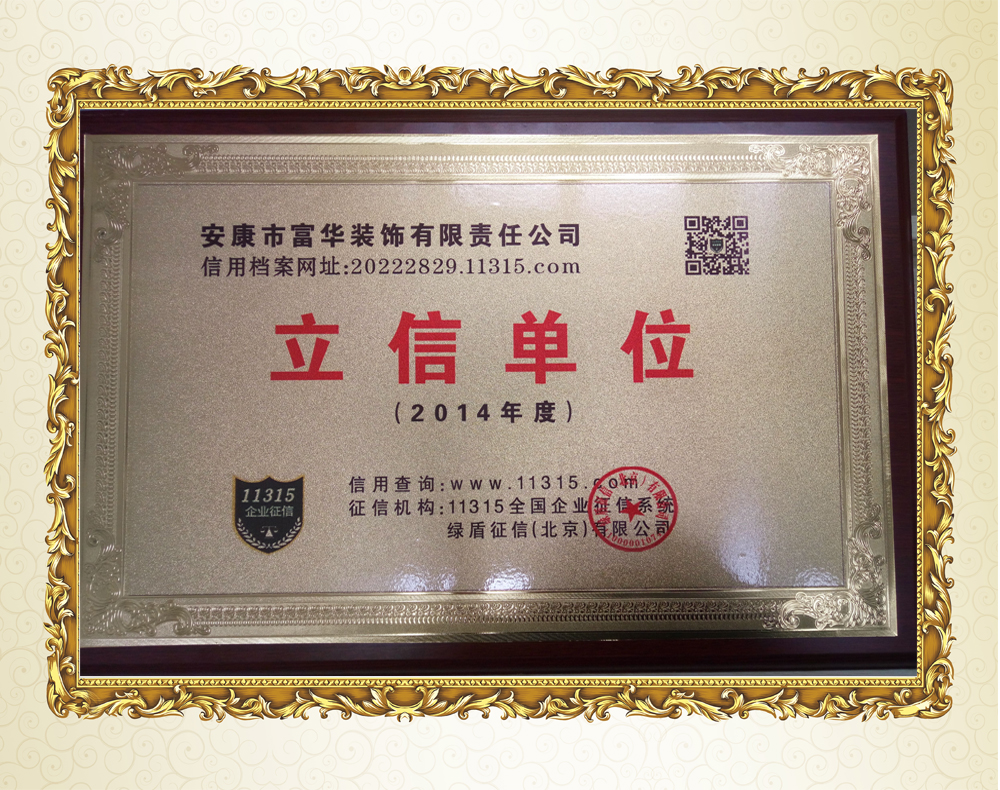 安康市富华装饰有限责任公司
信用档案网址:20222829.11315.com
立信单位
(2014年度)
11315
企业征信
信用查询:www.11315.com
征信机构:11315全国企业征信系统
绿盾征信(北京)有限公司